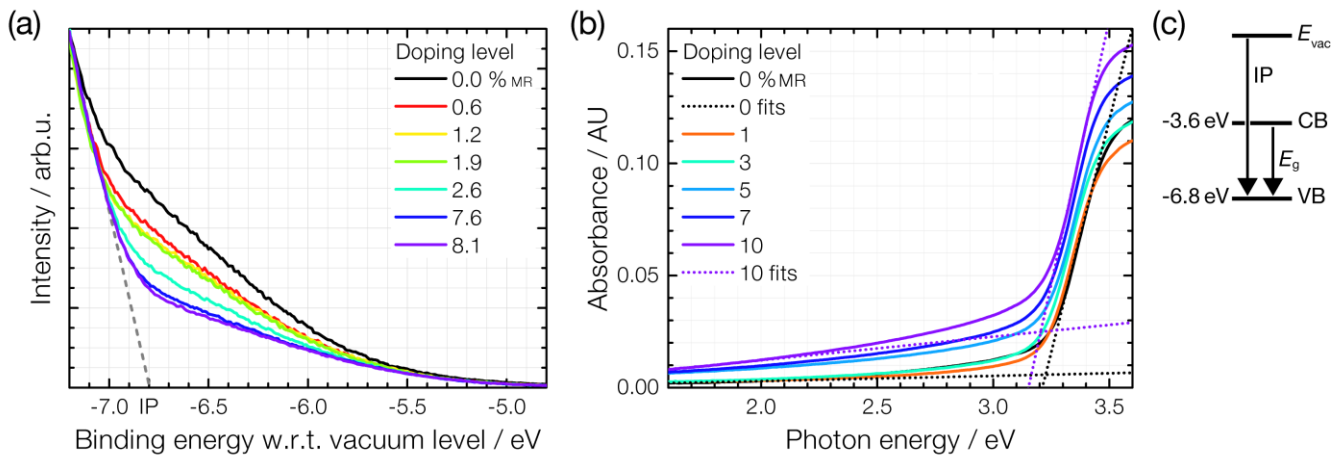 (a)
Intensity / arb.u.
Doping level
0.0 % MR
0.6
1.2
1.9
2.6
7.6
8.1
-7.0 IP -6.5 -6.0 -5.5 -5.0
Binding energy w.r.t. vacuum level / eV
(b)
Absorbance / AU
0.15
0.10
0.05
0.00
Doping level
0 % MR
0 fits
1
3
5
7
10
10 fits
2.0 2.5 3.0 3.5
Photon energy / eV
(c)
Evac
IP
-3.6 eV CB
Eg
-6.8 eV VB